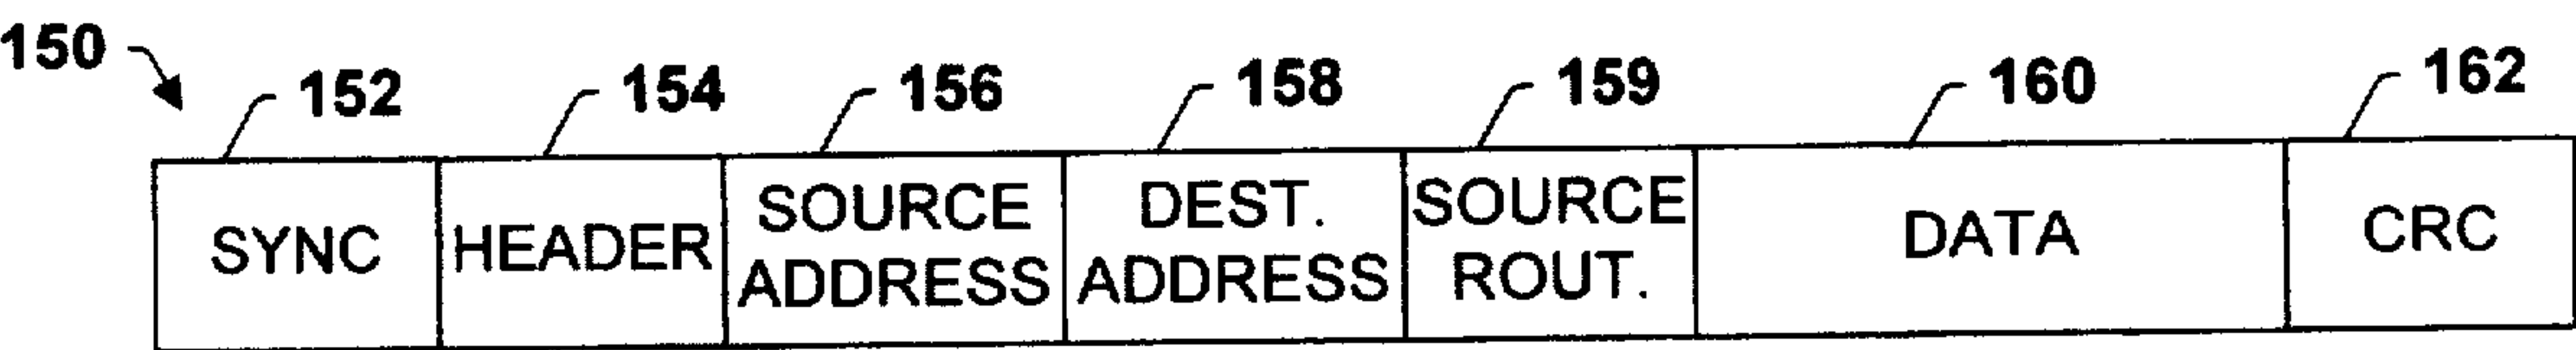 150
152 154 156 158 159 160 162
SYNC HEADER SOURCE ADDRESS DEST. ADDRESS SOURCE ROUT. DATA CRC